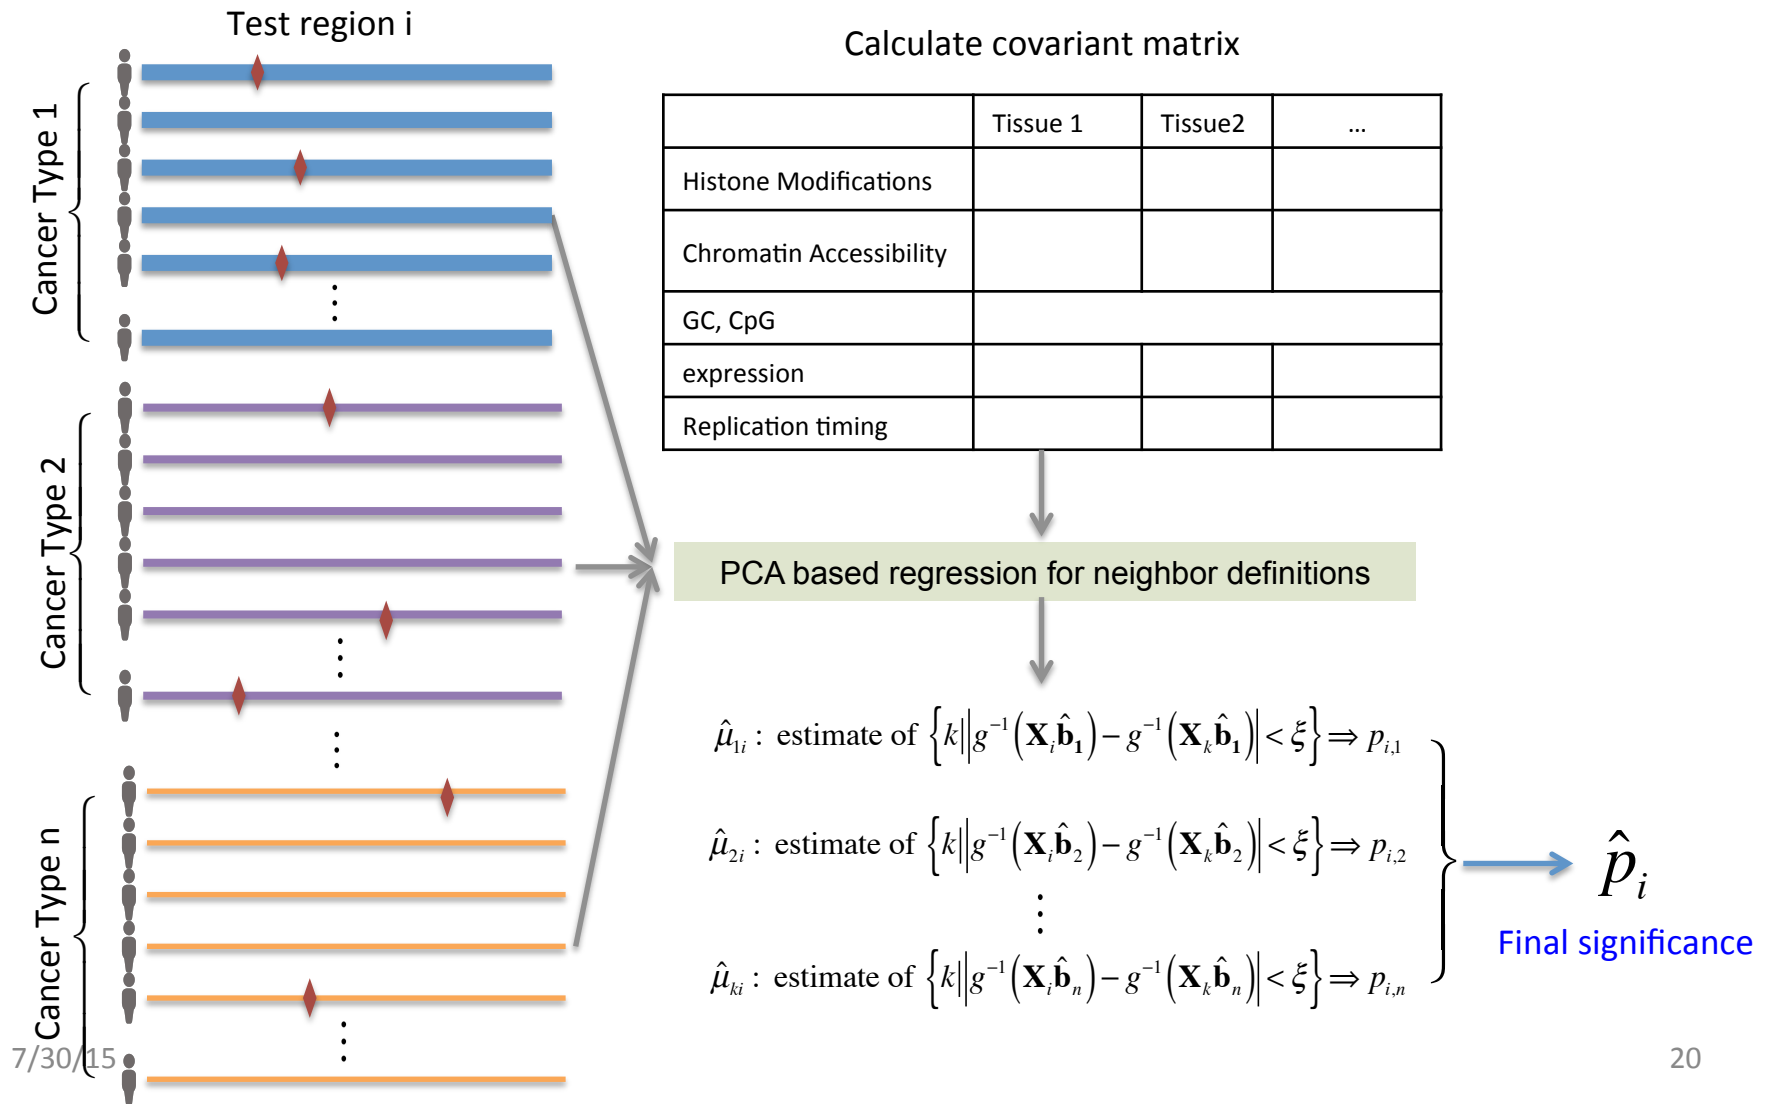 Test region i
Cancer Type 1
Cancer Type 2
Cancer Type n
Calculate covariant matrix
Tissue 1 Tissue2 ...
Histone Modifications
Chromatin Accessibility
GC, CpG
expression
Replication timing
PCA based regression for neighbor definitions
μ̂₁ᵢ : estimate of {k||g⁻¹(Xᵢb̂₁)−g⁻¹(Xₖb̂₁)|<ξ}⇒ pᵢ,₁
μ̂₂ᵢ : estimate of {k||g⁻¹(Xᵢb̂₂)−g⁻¹(Xₖb̂₂)|<ξ}⇒ pᵢ,₂
⋮
μ̂ₖᵢ : estimate of {k||g⁻¹(Xᵢb̂ₙ)−g⁻¹(Xₖb̂ₙ)|<ξ}⇒ pᵢ,ₙ
p̂ᵢ
Final significance
7/30/15
20